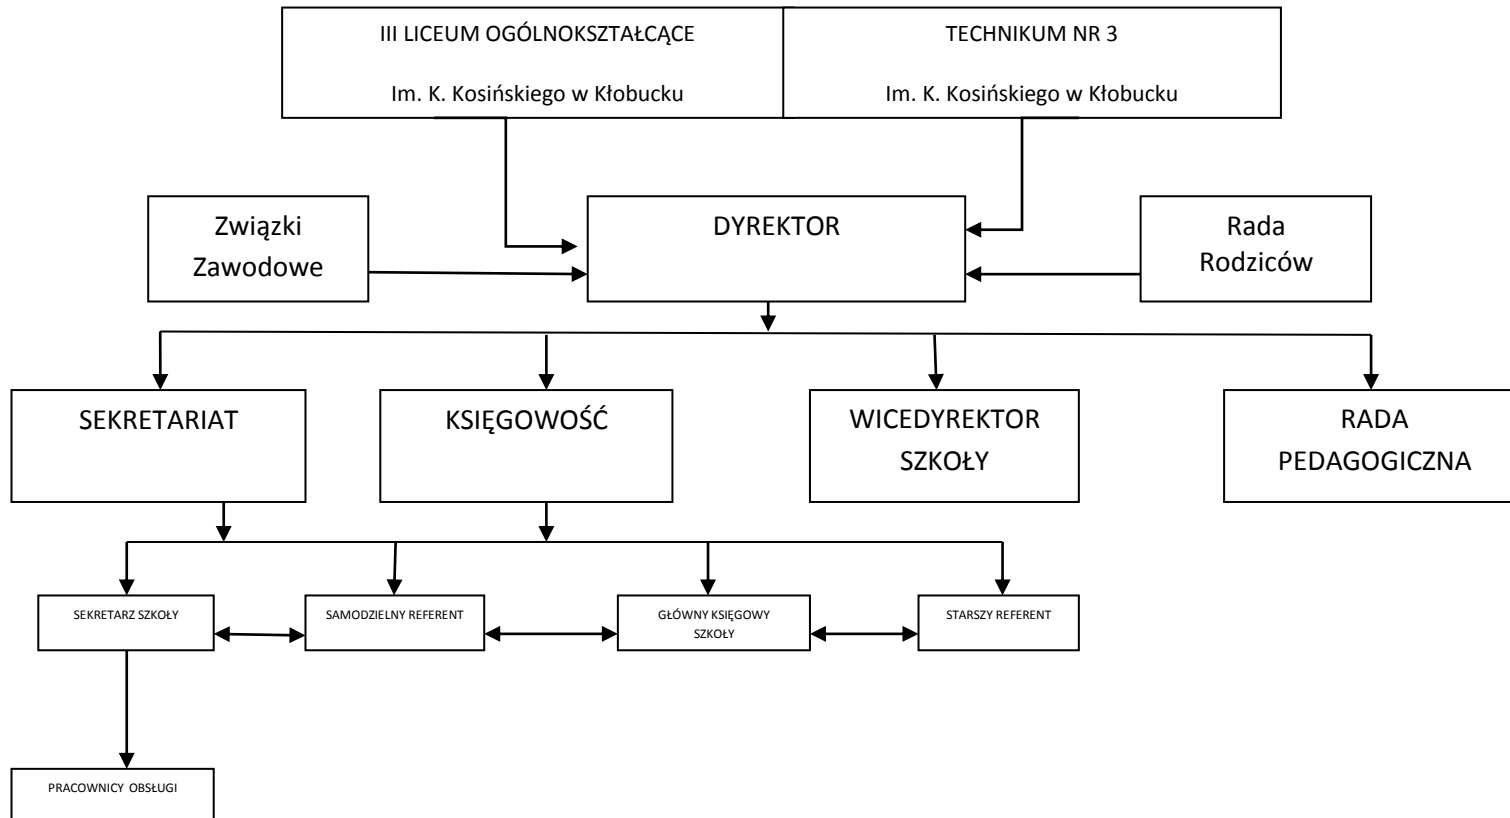 III LICEUM OGÓLNOKSZTAŁCĄCE
Im. K. Kosińskiego w Kłobucku
TECHNIKUM NR 3
Im. K. Kosińskiego w Kłobucku
Związki
Zawodowe
DYREKTOR
Rada
Rodziców
SEKRETARIAT
KSIĘGOWOŚĆ
WICEDYREKTOR
SZKOŁY
RADA
PEDAGOGICZNA
SEKRETARZ SZKOŁY
SAMODZIELNY REFERENT
GŁÓWNY KSIĘGOWY
SZKOŁY
STARSZY REFERENT
PRACOWNICY OBSŁUGI